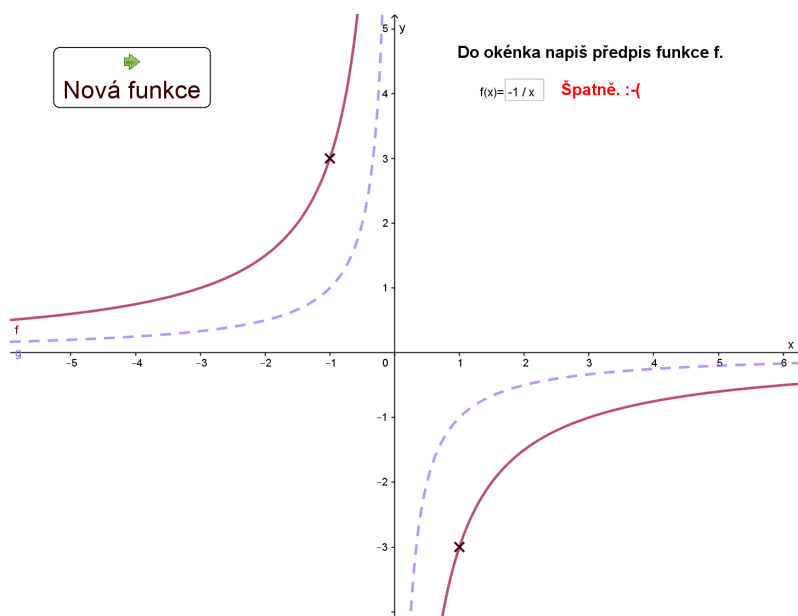 Nová funkce
Do okénka napiš předpis funkce f.
f(x)= -1 / x Špatně. :-(
y
5
4
3
2
1
f
g
x
−5 −4 −3 −2 −1 0 1 2 3 4 5 6
−1
−2
−3